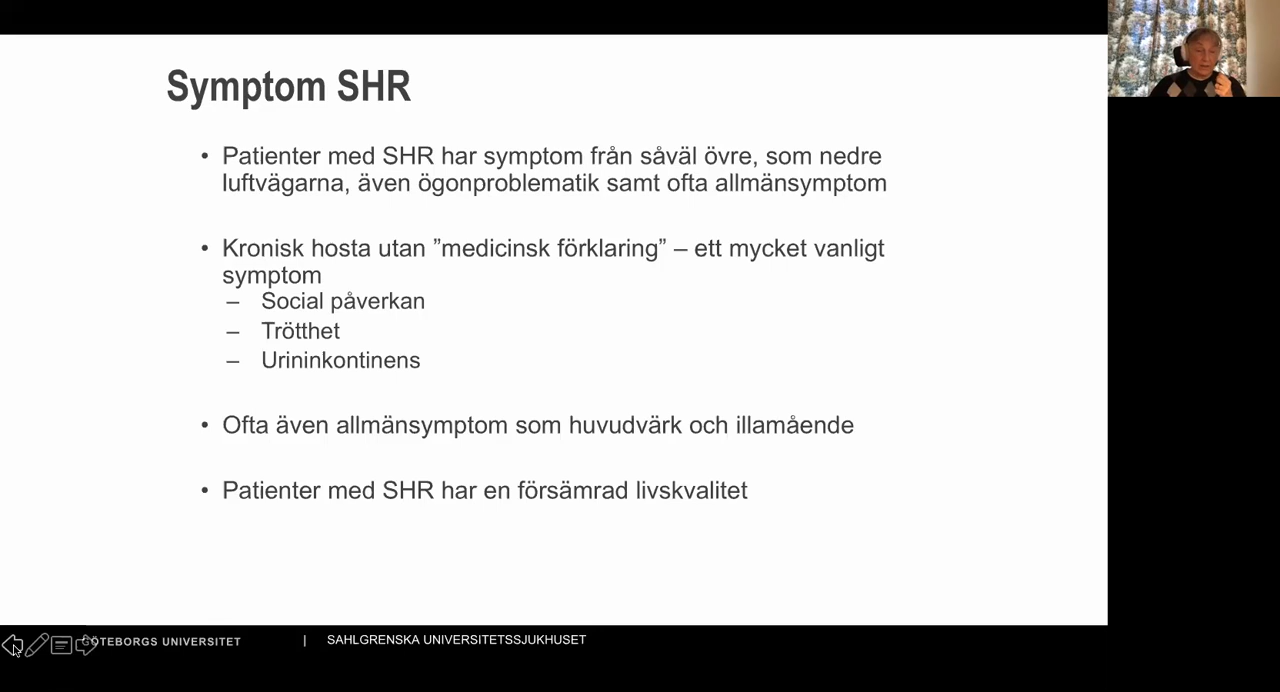 Symptom SHR
• Patienter med SHR har symptom från såväl övre, som nedre
luftvägarna, även ögonproblematik samt ofta allmänsymptom
• Kronisk hosta utan ”medicinsk förklaring” – ett mycket vanligt
symptom
– Social påverkan
– Trötthet
– Urininkontinens
• Ofta även allmänsymptom som huvudvärk och illamående
• Patienter med SHR har en försämrad livskvalitet
GÖTEBORGS UNIVERSITET | SAHLGRENSKA UNIVERSITETSSJUKHUSET